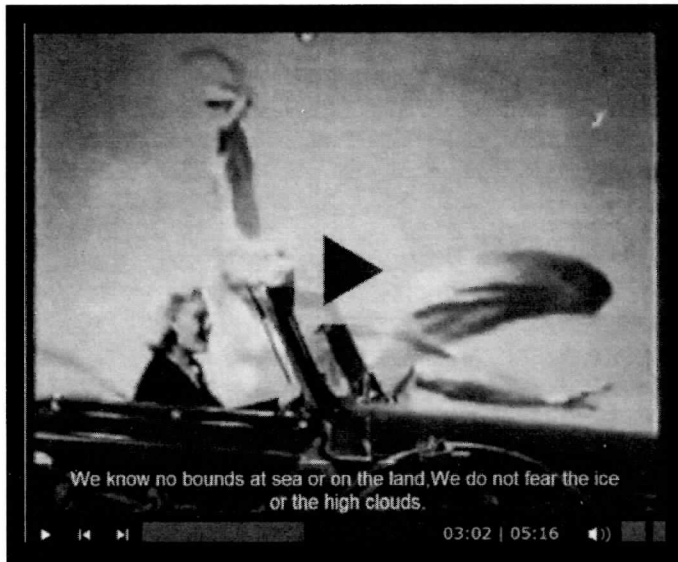 We know no bounds at sea or on the land,We do not fear the ice
or the high clouds.
03:02 | 05:16